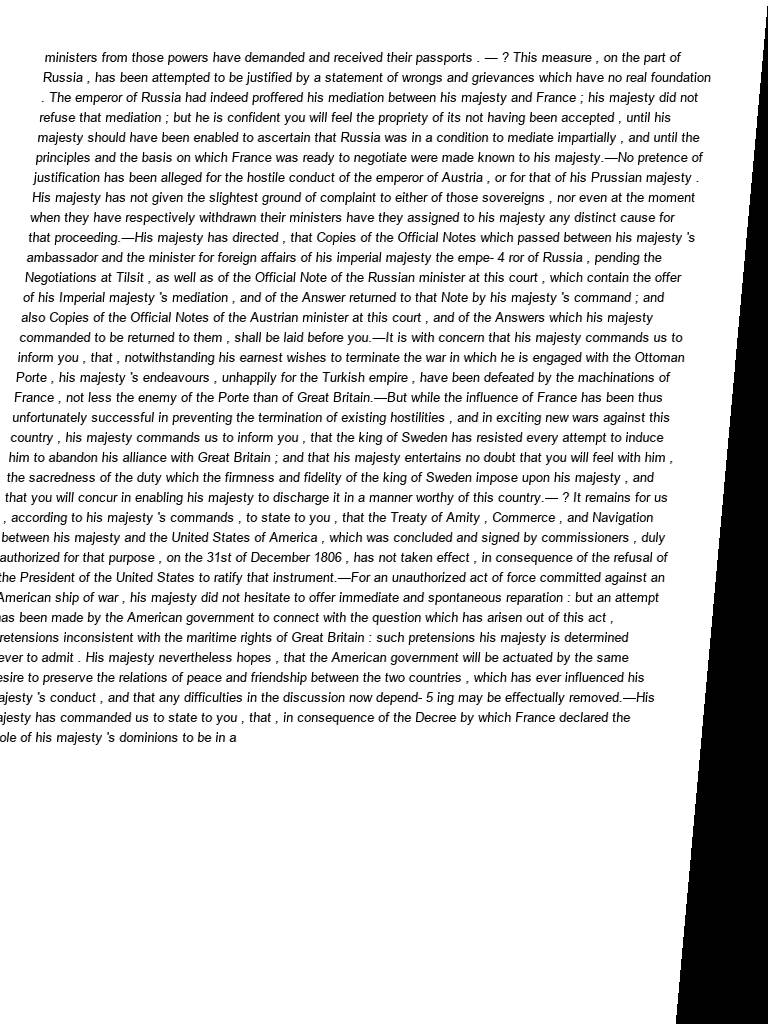 ministers from those powers have demanded and received their passports . — ? This measure , on the part of
Russia , has been attempted to be justified by a statement of wrongs and grievances which have no real foundation
. The emperor of Russia had indeed proffered his mediation between his majesty and France ; his majesty did not
refuse that mediation ; but he is confident you will feel the propriety of its not having been accepted , until his
majesty should have been enabled to ascertain that Russia was in a condition to mediate impartially , and until the
principles and the basis on which France was ready to negotiate were made known to his majesty.—No pretence of
justification has been alleged for the hostile conduct of the emperor of Austria , or for that of his Prussian majesty .
His majesty has not given the slightest ground of complaint to either of those sovereigns , nor even at the moment
when they have respectively withdrawn their ministers have they assigned to his majesty any distinct cause for
that proceeding.—His majesty has directed , that Copies of the Official Notes which passed between his majesty 's
ambassador and the minister for foreign affairs of his imperial majesty the empe- 4 ror of Russia , pending the
Negotiations at Tilsit , as well as of the Official Note of the Russian minister at this court , which contain the offer
of his Imperial majesty 's mediation , and of the Answer returned to that Note by his majesty 's command ; and
also Copies of the Official Notes of the Austrian minister at this court , and of the Answers which his majesty
commanded to be returned to them , shall be laid before you.—It is with concern that his majesty commands us to
inform you , that , notwithstanding his earnest wishes to terminate the war in which he is engaged with the Ottoman
Porte , his majesty 's endeavours , unhappily for the Turkish empire , have been defeated by the machinations of
France , not less the enemy of the Porte than of Great Britain.—But while the influence of France has been thus
unfortunately successful in preventing the termination of existing hostilities , and in exciting new wars against this
country , his majesty commands us to inform you , that the king of Sweden has resisted every attempt to induce
him to abandon his alliance with Great Britain ; and that his majesty entertains no doubt that you will feel with him ,
the sacredness of the duty which the firmness and fidelity of the king of Sweden impose upon his majesty , and
that you will concur in enabling his majesty to discharge it in a manner worthy of this country.— ? It remains for us
, according to his majesty 's commands , to state to you , that the Treaty of Amity , Commerce , and Navigation
between his majesty and the United States of America , which was concluded and signed by commissioners , duly
authorized for that purpose , on the 31st of December 1806 , has not taken effect , in consequence of the refusal of
the President of the United States to ratify that instrument.—For an unauthorized act of force committed against an
American ship of war , his majesty did not hesitate to offer immediate and spontaneous reparation : but an attempt
has been made by the American government to connect with the question which has arisen out of this act ,
retensions inconsistent with the maritime rights of Great Britain : such pretensions his majesty is determined
ever to admit . His majesty nevertheless hopes , that the American government will be actuated by the same
esire to preserve the relations of peace and friendship between the two countries , which has ever influenced his
ajesty 's conduct , and that any difficulties in the discussion now depend- 5 ing may be effectually removed.—His
ajesty has commanded us to state to you , that , in consequence of the Decree by which France declared the
ole of his majesty 's dominions to be in a